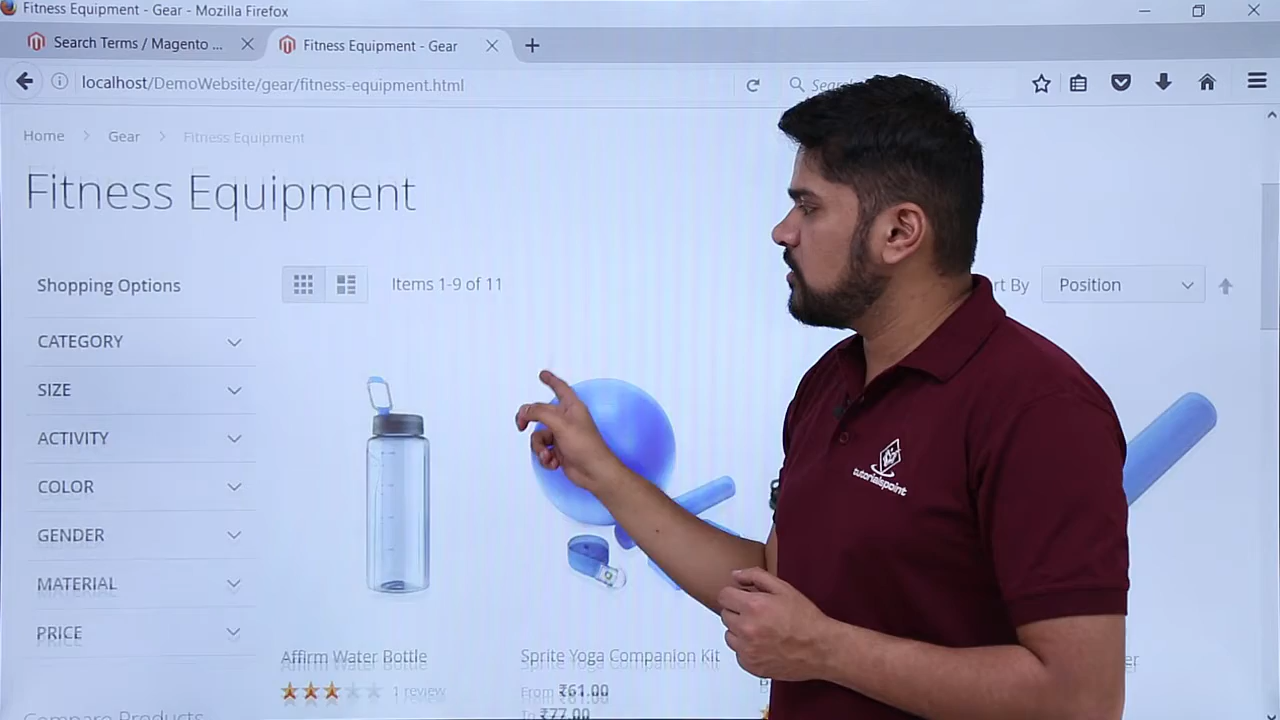 Fitness Equipment - Gear - Mozilla Firefox
Search Terms / Magento ...
Fitness Equipment - Gear
localhost/DemoWebsite/gear/fitness-equipment.html
Home
Gear
Fitness Equipment
Fitness Equipment
Shopping Options
Items 1-9 of 11
By
Position
CATEGORY
SIZE
ACTIVITY
COLOR
GENDER
MATERIAL
PRICE
tutorialspoint
Affirm Water Bottle
Sprite Yoga Companion Kit
1 review
From ₹61.00
To ₹77.00
Compare Products